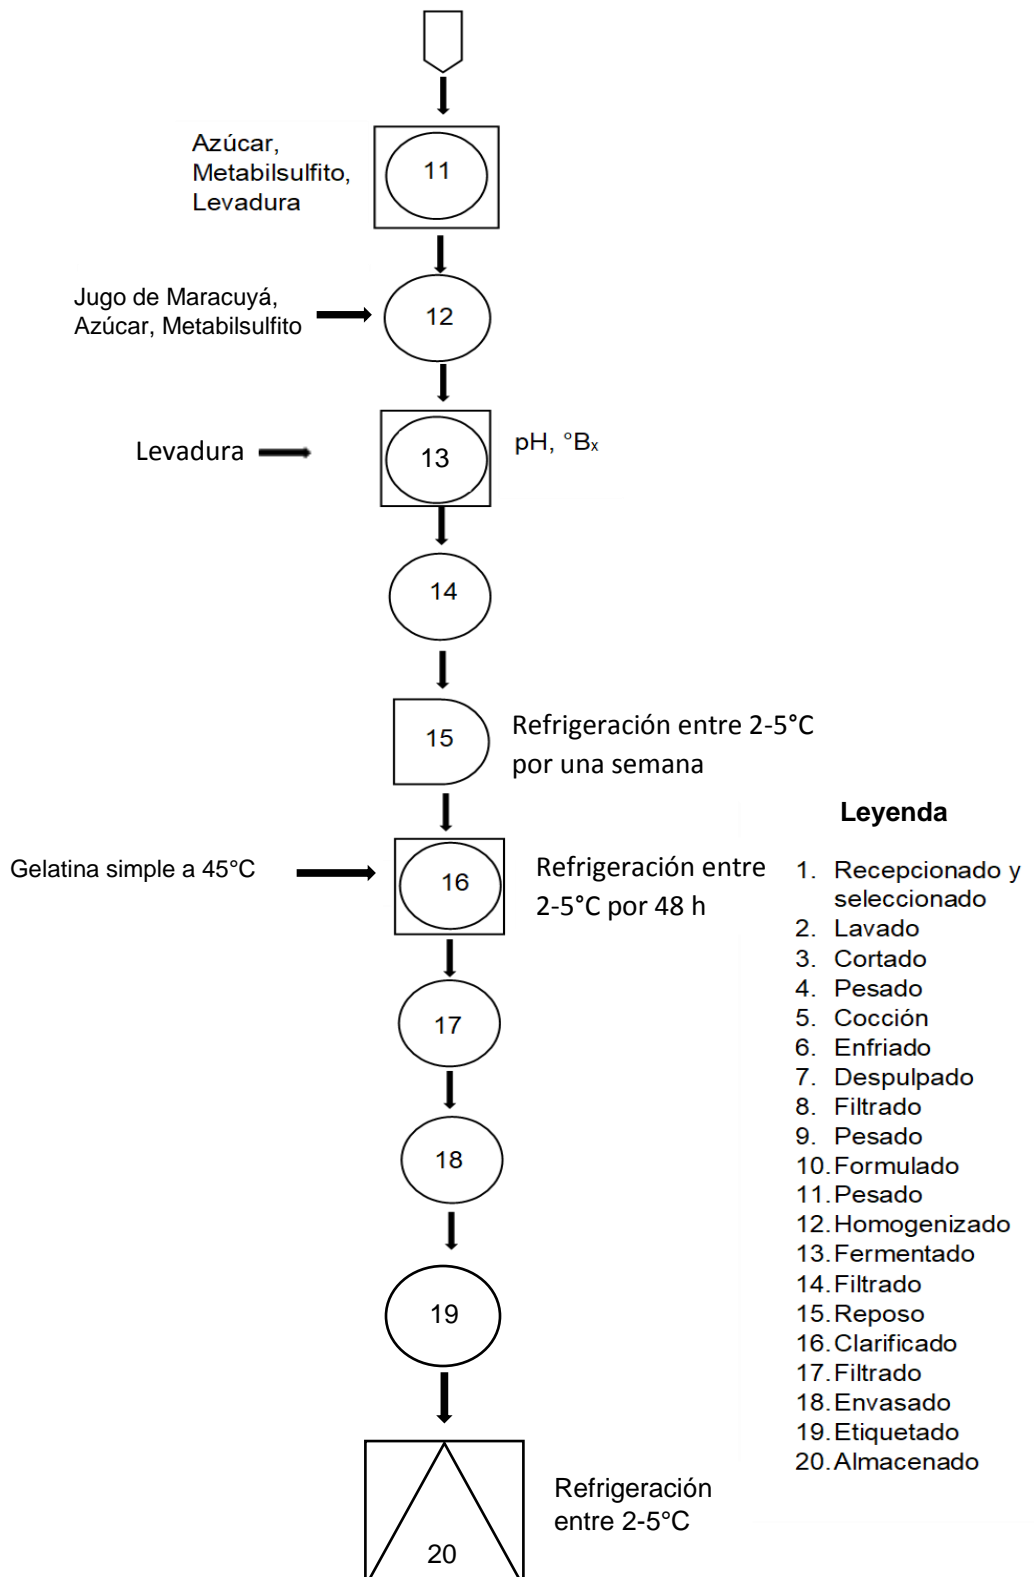 Azúcar,
Metabilsulfito,
Levadura
11
Jugo de Maracuyá,
Azúcar, Metabilsulfito
12
Levadura
13
pH, °Bx
14
15
Refrigeración entre 2-5°C
por una semana
Gelatina simple a 45°C
16
Refrigeración entre
2-5°C por 48 h
17
18
19
20
Refrigeración
entre 2-5°C
Leyenda
1. Recepcionado y
seleccionado
2. Lavado
3. Cortado
4. Pesado
5. Cocción
6. Enfriado
7. Despulpado
8. Filtrado
9. Pesado
10. Formulado
11. Pesado
12. Homogenizado
13. Fermentado
14. Filtrado
15. Reposo
16. Clarificado
17. Filtrado
18. Envasado
19. Etiquetado
20. Almacenado